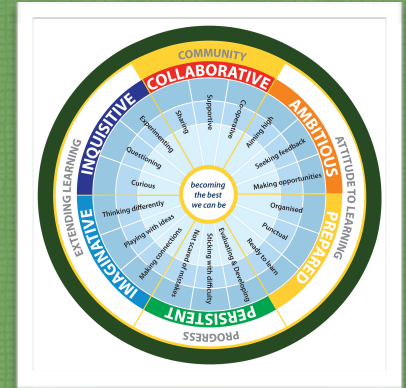 COMMUNITY
COLLABORATIVE
Sharing
Supportive
Co-operative
ATTITUDE TO LEARNING
AMBITIOUS
Aiming high
Seeking feedback
Making opportunities
PREPARED
Organised
Punctual
Ready to learn
PROGRESS
PERSISTENT
Evaluating & Developing
Sticking with difficulty
Not scared of mistakes
EXTENDING LEARNING
IMAGINATIVE
Making connections
Playing with ideas
Thinking differently
INQUISITIVE
Curious
Questioning
Experimenting
becoming
the best
we can be